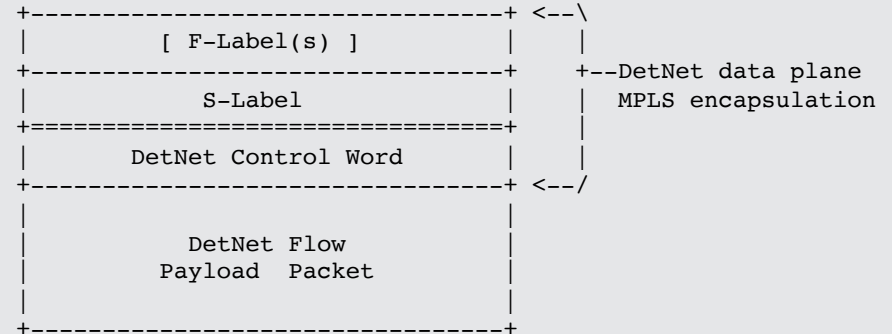 [ F-Label(s) ]
+--DetNet data plane
S-Label
MPLS encapsulation
DetNet Control Word
DetNet Flow
Payload Packet